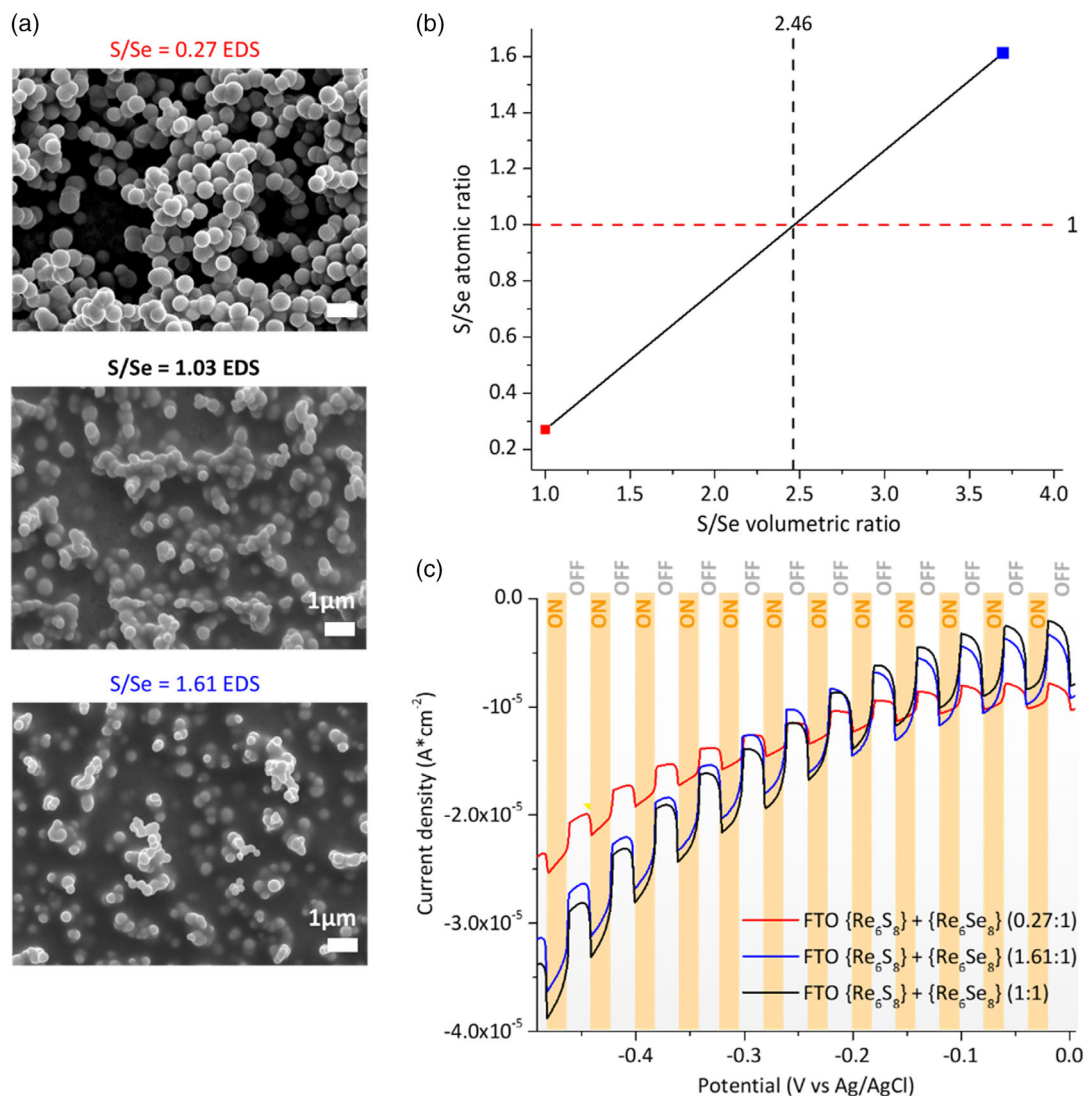 (a)
S/Se = 0.27 EDS
S/Se = 1.03 EDS
1μm
S/Se = 1.61 EDS
1μm
(b)
2.46
1.6
1.4
1.2
1.0
0.8
0.6
0.4
0.2
1
S/Se atomic ratio
1.0 1.5 2.0 2.5 3.0 3.5 4.0
S/Se volumetric ratio
(c)
OFF OFF OFF OFF OFF OFF OFF OFF OFF OFF OFF OFF OFF
ON ON ON ON ON ON ON ON ON ON ON ON
0.0
-10⁻⁵
-2.0x10⁻⁵
-3.0x10⁻⁵
-4.0x10⁻⁵
Current density (A*cm⁻²)
FTO {Re₆S₈} + {Re₆Se₈} (0.27:1)
FTO {Re₆S₈} + {Re₆Se₈} (1.61:1)
FTO {Re₆S₈} + {Re₆Se₈} (1:1)
-0.4 -0.3 -0.2 -0.1 0.0
Potential (V vs Ag/AgCl)